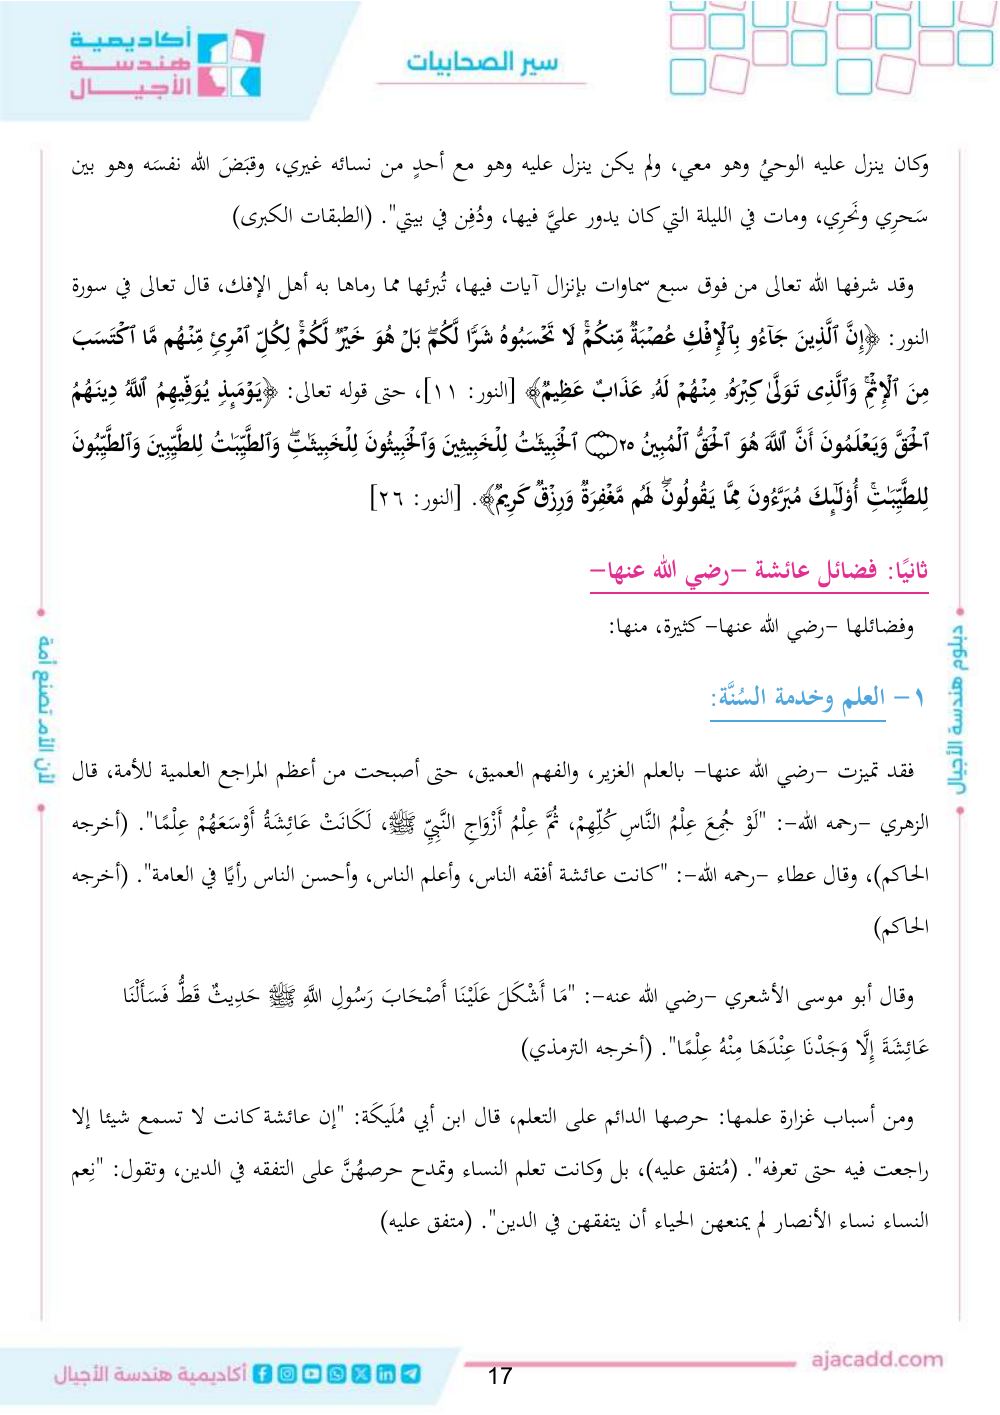 أكاديمية
هندسة
الأجيال
سير الصحابيات
وكان ينزل عليه الوحيُ وهو معي، ولم يكن ينزل عليه وهو مع أحدٍ من نسائه غيري، وقبَضَ الله نفسَه وهو بين
سَحرِي ونَحرِي، ومات في الليلة التي كان يدور عليَّ فيها، ودُفِن في بيتي". (الطبقات الكبرى)
وقد شرفها الله تعالى من فوق سبع سماوات بإنزال آيات فيها، تُبرئها مما رماها به أهل الإفك، قال تعالى في سورة
النور: ﴿إِنَّ ٱلَّذِينَ جَآءُو بِٱلْإِفْكِ عُصْبَةٌ مِّنكُمْۚ لَا تَحْسَبُوهُ شَرًّا لَّكُمۖ بَلْ هُوَ خَيْرٌ لَّكُمْۚ لِكُلِّ ٱمْرِئٍ مِّنْهُم مَّا ٱكْتَسَبَ
مِنَ ٱلْإِثْمِۚ وَٱلَّذِى تَوَلَّىٰ كِبْرَهُۥ مِنْهُمْ لَهُۥ عَذَابٌ عَظِيمٌ﴾ [النور: ١١]، حتى قوله تعالى: ﴿يَوْمَئِذٍ يُوَفِّيهِمُ ٱللَّهُ دِينَهُمُ
ٱلْحَقَّ وَيَعْلَمُونَ أَنَّ ٱللَّهَ هُوَ ٱلْحَقُّ ٱلْمُبِينُ ٢٥ ۝ ٱلْخَبِيثَٰتُ لِلْخَبِيثِينَ وَٱلْخَبِيثُونَ لِلْخَبِيثَٰتِۖ وَٱلطَّيِّبَٰتُ لِلطَّيِّبِينَ وَٱلطَّيِّبُونَ
لِلطَّيِّبَٰتِۚ أُو۟لَٰٓئِكَ مُبَرَّءُونَ مِمَّا يَقُولُونَۖ لَهُم مَّغْفِرَةٌ وَرِزْقٌ كَرِيمٌ﴾. [النور: ٢٦]
ثانيًا: فضائل عائشة -رضي الله عنها-
وفضائلها -رضي الله عنها- كثيرة، منها:
١- العلم وخدمة السُنَّة:
فقد تميزت -رضي الله عنها- بالعلم الغزير، والفهم العميق، حتى أصبحت من أعظم المراجع العلمية للأمة، قال
الزهري -رحمه الله-: "لَوْ جُمِعَ عِلْمُ النَّاسِ كُلِّهِمْ، ثُمَّ عِلْمُ أَزْوَاجِ النَّبِيِّ ﷺ، لَكَانَتْ عَائِشَةُ أَوْسَعَهُمْ عِلْمًا". (أخرجه
الحاكم)، وقال عطاء -رحمه الله-: "كانت عائشة أفقه الناس، وأعلم الناس، وأحسن الناس رأيًا في العامة". (أخرجه
الحاكم)
وقال أبو موسى الأشعري -رضي الله عنه-: "مَا أَشْكَلَ عَلَيْنَا أَصْحَابَ رَسُولِ اللَّهِ ﷺ حَدِيثٌ قَطُّ فَسَأَلْنَا
عَائِشَةَ إِلَّا وَجَدْنَا عِنْدَهَا مِنْهُ عِلْمًا". (أخرجه الترمذي)
ومن أسباب غزارة علمها: حرصها الدائم على التعلم، قال ابن أبي مُلَيكَة: "إن عائشة كانت لا تسمع شيئا إلا
راجعت فيه حتى تعرفه". (مُتفق عليه)، بل وكانت تعلم النساء وتمدح حرصهُنَّ على التفقه في الدين، وتقول: "نِعم
النساء نساء الأنصار لم يمنعهن الحياء أن يتفقهن في الدين". (متفق عليه)
دبلوم هندسة الأجيال
لأن الأم تصنع أمة
ajacadd.com
17
أكاديمية هندسة الأجيال